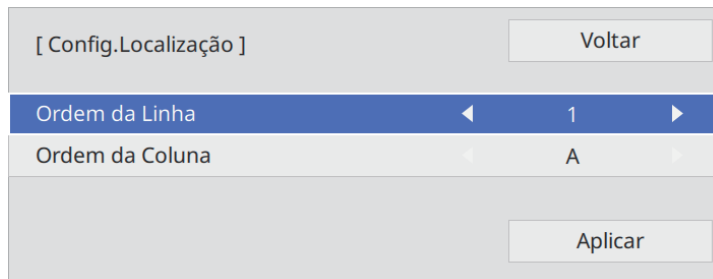 [ Config.Localização ]
Voltar
Ordem da Linha 1
Ordem da Coluna A
Aplicar